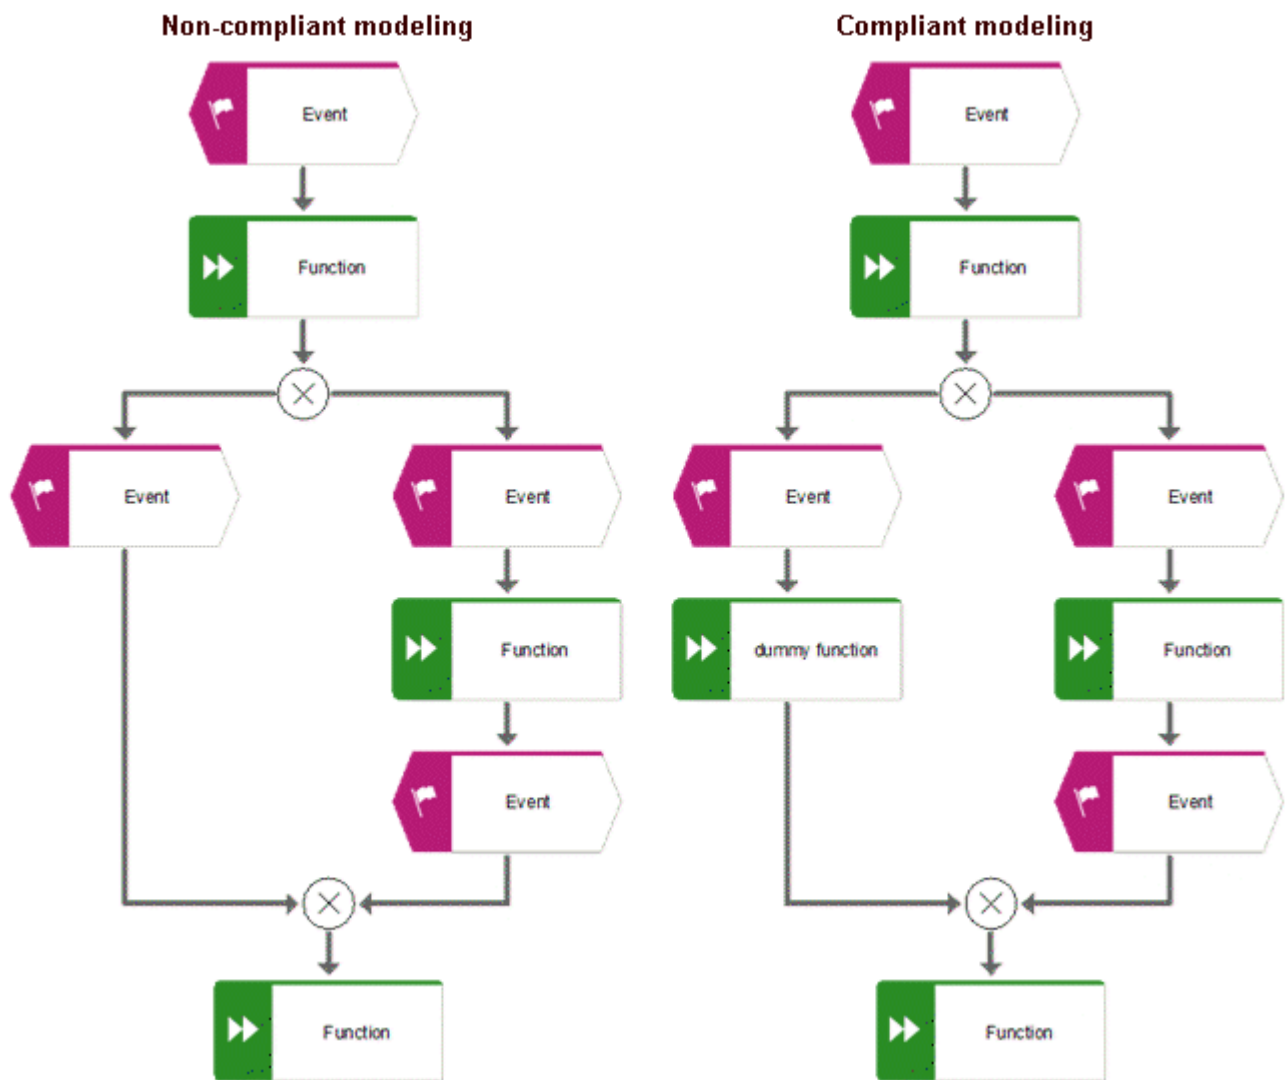 Non-compliant modeling
Compliant modeling
Event
Event
Function
Function
Event
Event
Event
Event
Function
dummy function
Function
Event
Event
Function
Function